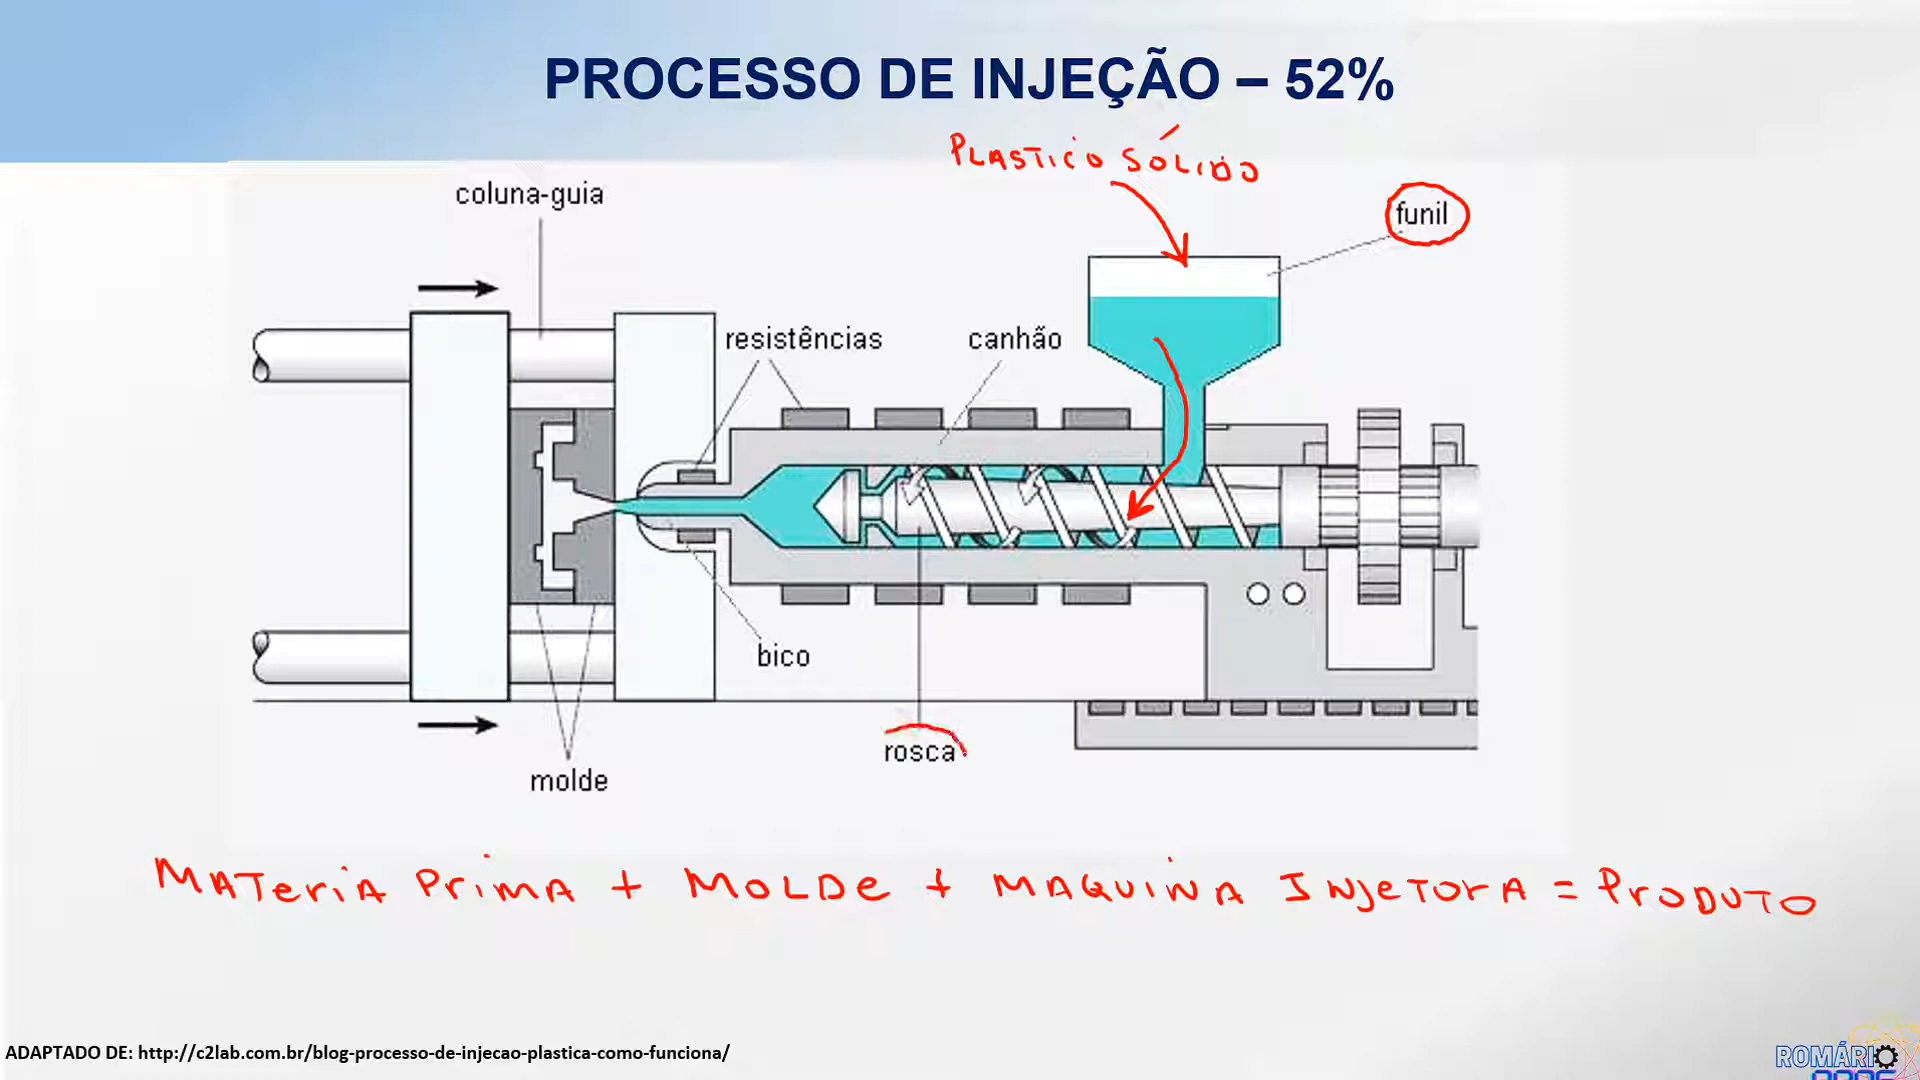 PROCESSO DE INJEÇÃO – 52%
PLASTICO SÓLIDO
coluna-guia
funil
resistências
canhão
bico
rosca
molde
MATERIA PRIMA + MOLDE + MAQUINA INJETORA = PRODUTO
ADAPTADO DE: http://c2lab.com.br/blog-processo-de-injecao-plastica-como-funciona/
ROMÁRIO